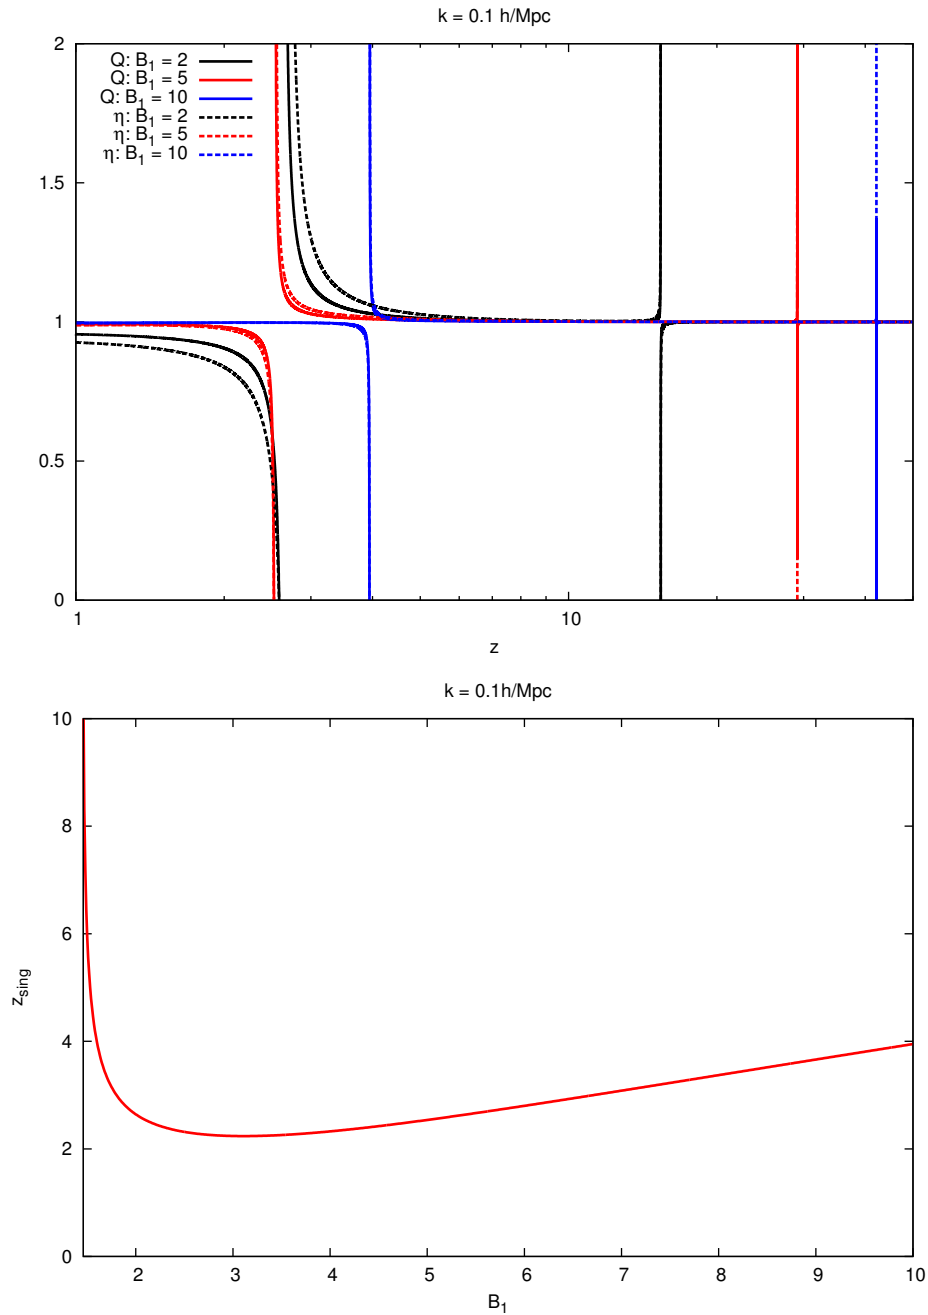 k = 0.1 h/Mpc
2
1.5
1
0.5
0
Q: B₁ = 2
Q: B₁ = 5
Q: B₁ = 10
η: B₁ = 2
η: B₁ = 5
η: B₁ = 10
1
10
z
k = 0.1h/Mpc
10
8
6
4
2
0
z_sing
2 3 4 5 6 7 8 9 10
B₁